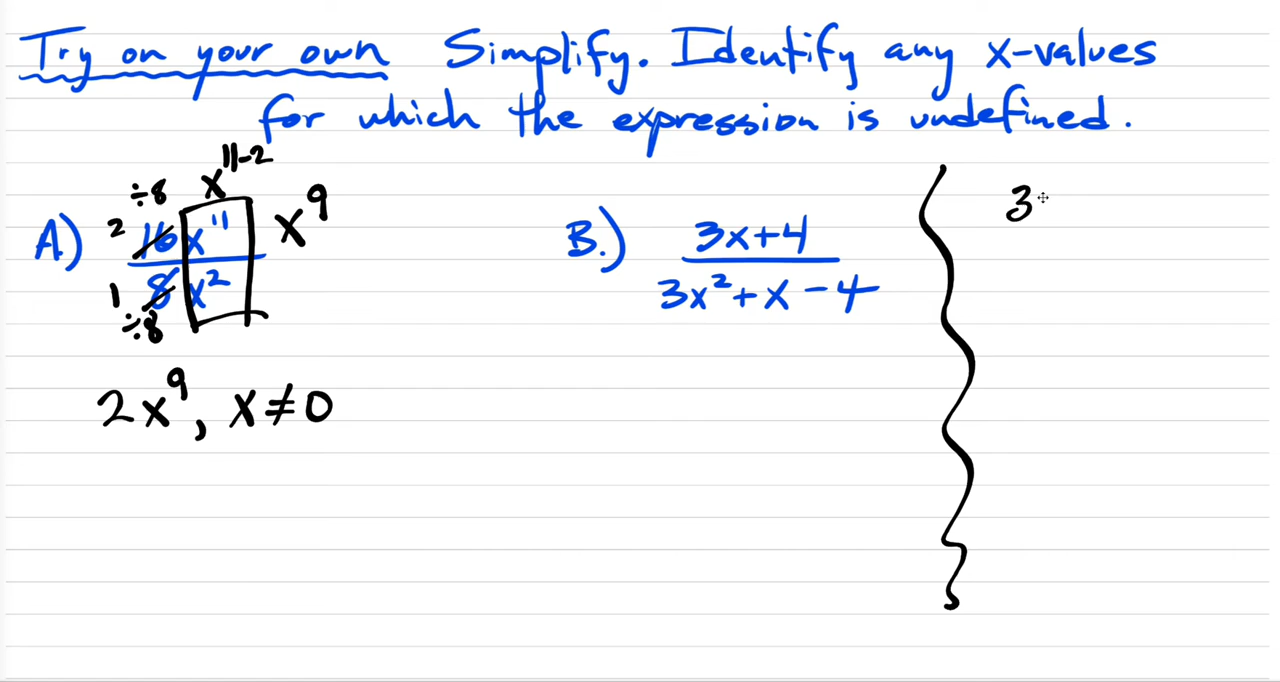 Try on your own Simplify. Identify any x-values
for which the expression is undefined.
x^11-2
÷8
A.) 2 16x^11 / 1 8x^2 x^9
÷8
2x^9, x≠0
B.) 3x+4 / 3x^2+x-4
3